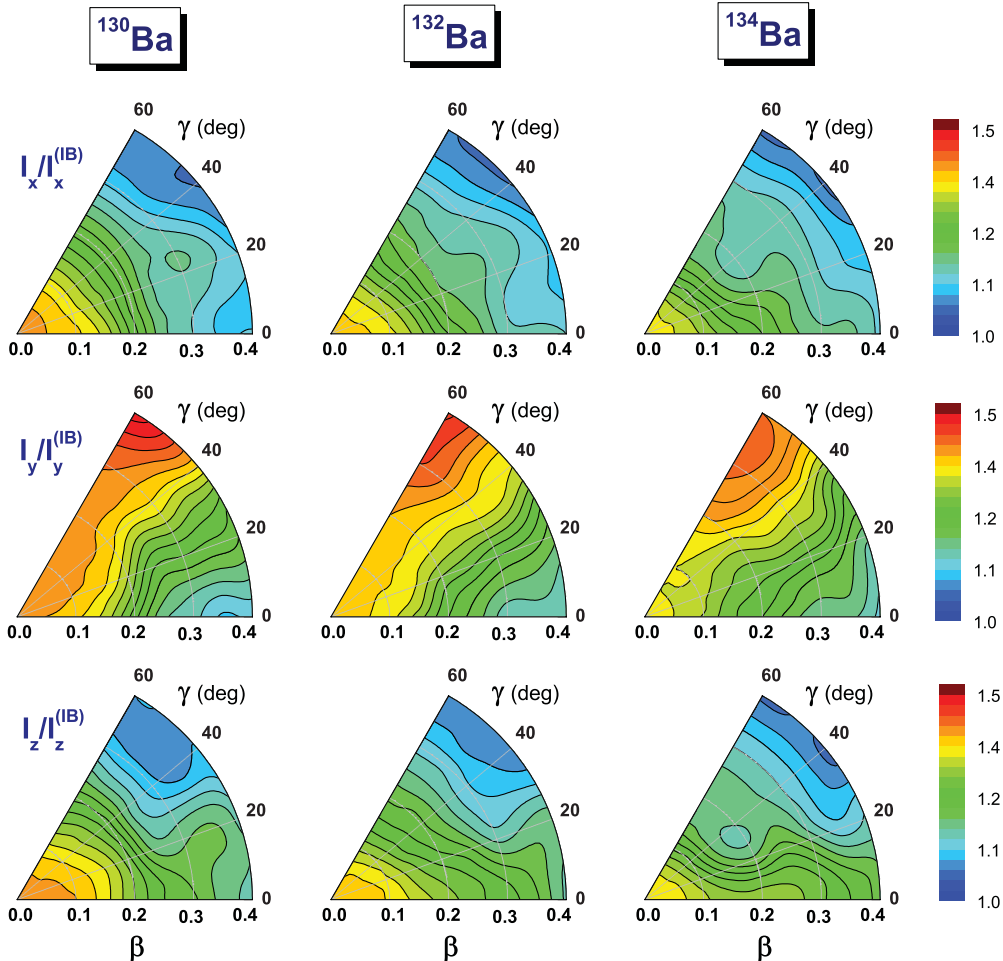 130Ba 132Ba 134Ba
60 γ (deg) 60 γ (deg) 60 γ (deg)
Ix/Ix(IB) 40 40 40 1.5
1.4
20 20 20 1.2
1.1
0 0 0 1.0
0.0 0.1 0.2 0.3 0.4 0.0 0.1 0.2 0.3 0.4 0.0 0.1 0.2 0.3 0.4
60 γ (deg) 60 γ (deg) 60 γ (deg)
Iy/Iy(IB) 40 40 40 1.5
1.4
20 20 20 1.2
1.1
0 0 0 1.0
0.0 0.1 0.2 0.3 0.4 0.0 0.1 0.2 0.3 0.4 0.0 0.1 0.2 0.3 0.4
60 γ (deg) 60 γ (deg) 60 γ (deg)
Iz/Iz(IB) 40 40 40 1.5
1.4
20 20 20 1.2
1.1
0 0 0 1.0
0.0 0.1 0.2 0.3 0.4 0.0 0.1 0.2 0.3 0.4 0.0 0.1 0.2 0.3 0.4
β β β